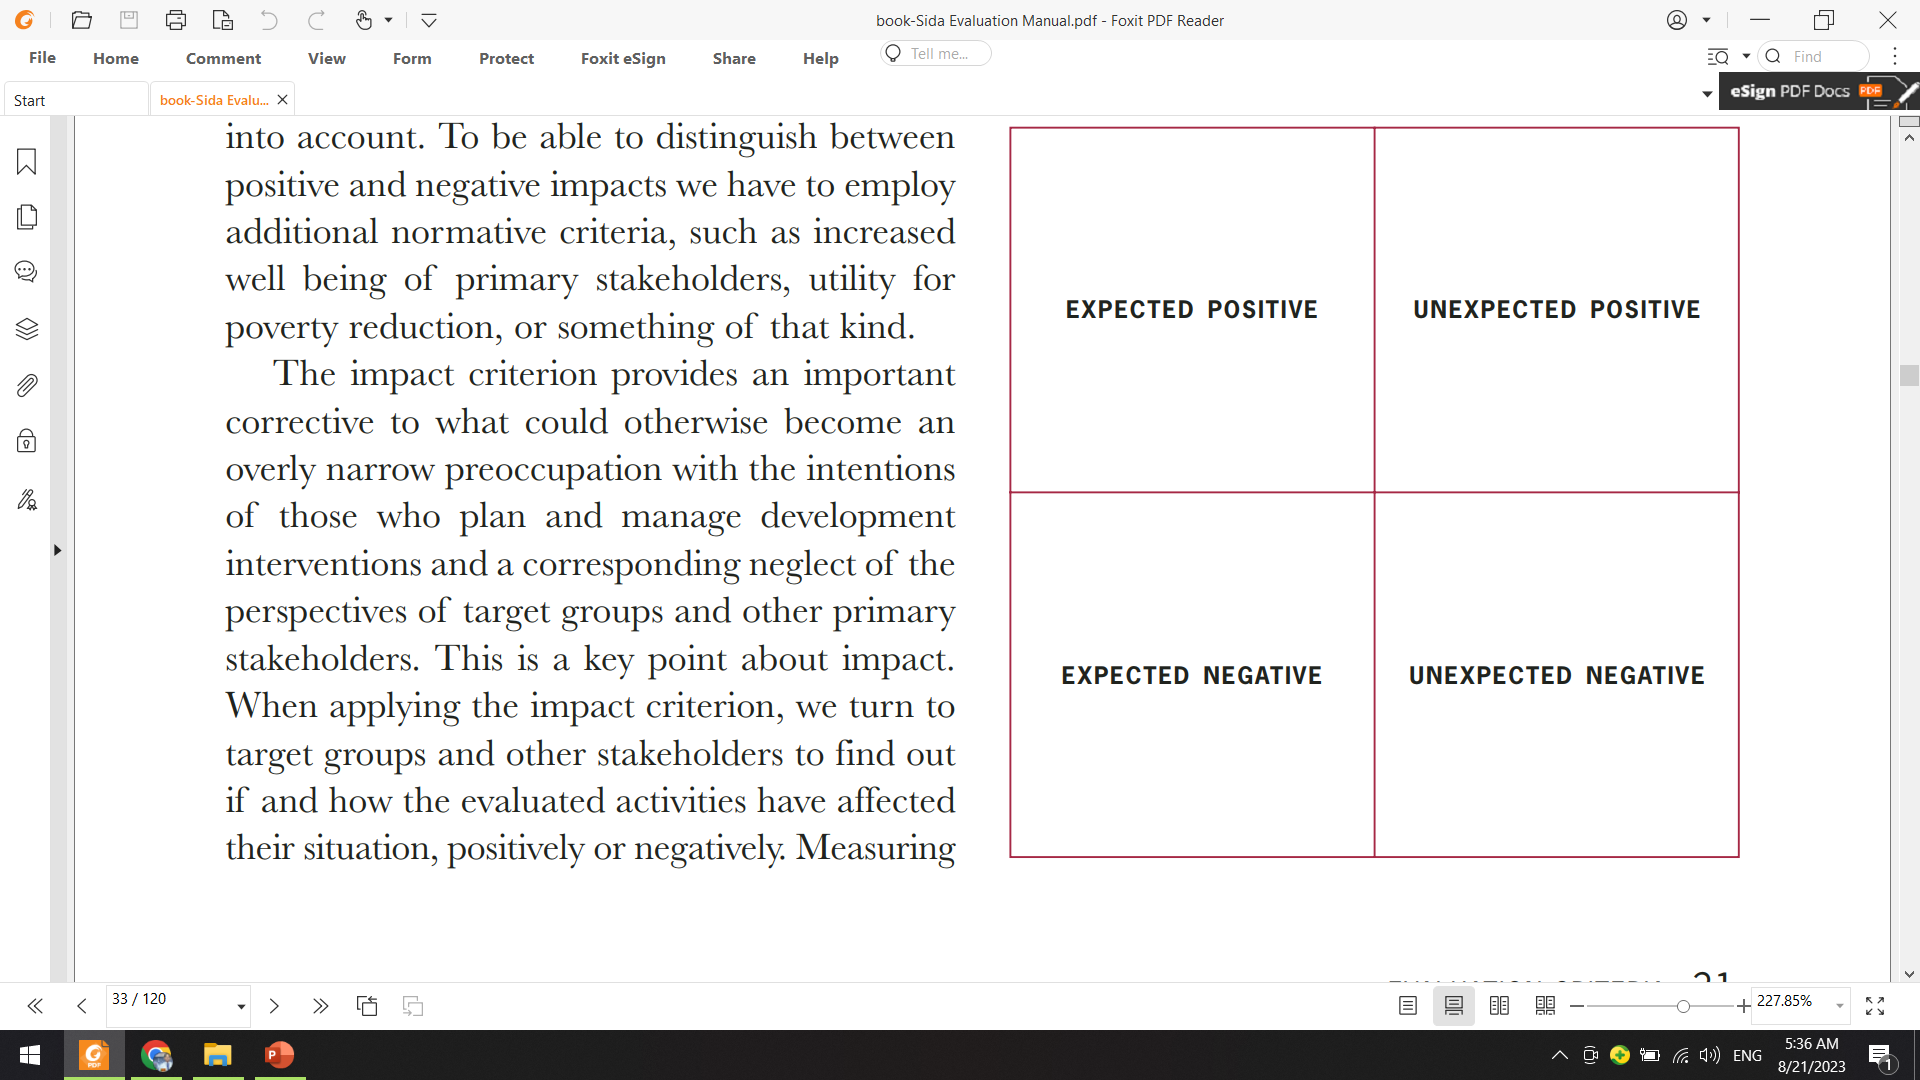 book-Sida Evaluation Manual.pdf - Foxit PDF Reader
File Home Comment View Form Protect Foxit eSign Share Help Tell me... Find
Start book-Sida Evalu... eSign PDF Docs PDF
into account. To be able to distinguish between
positive and negative impacts we have to employ
additional normative criteria, such as increased
well being of primary stakeholders, utility for
poverty reduction, or something of that kind.
The impact criterion provides an important
corrective to what could otherwise become an
overly narrow preoccupation with the intentions
of those who plan and manage development
interventions and a corresponding neglect of the
perspectives of target groups and other primary
stakeholders. This is a key point about impact.
When applying the impact criterion, we turn to
target groups and other stakeholders to find out
if and how the evaluated activities have affected
their situation, positively or negatively. Measuring
EXPECTED POSITIVE UNEXPECTED POSITIVE
EXPECTED NEGATIVE UNEXPECTED NEGATIVE
33 / 120 227.85%
PDF P ENG 5:36 AM
8/21/2023 1